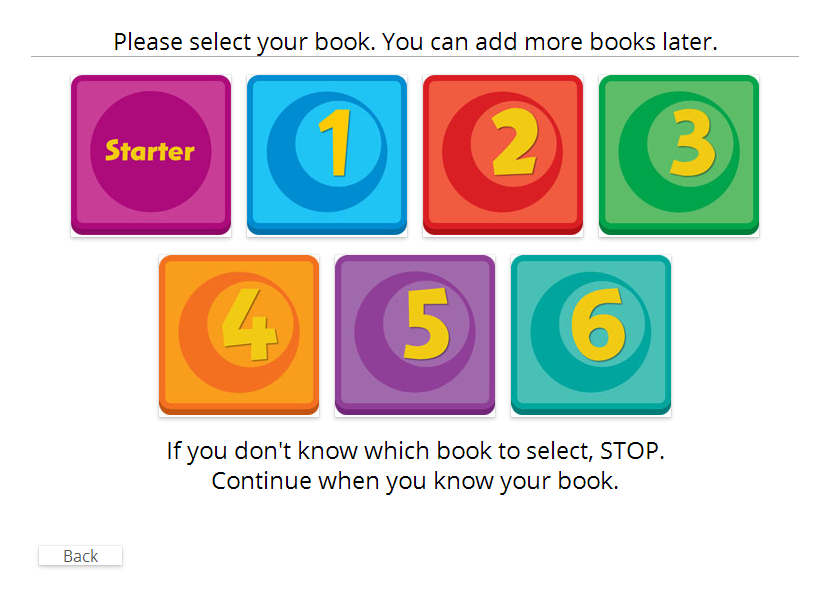 Please select your book. You can add more books later.
Starter 1 2 3
4 5 6
If you don't know which book to select, STOP.
Continue when you know your book.
Back